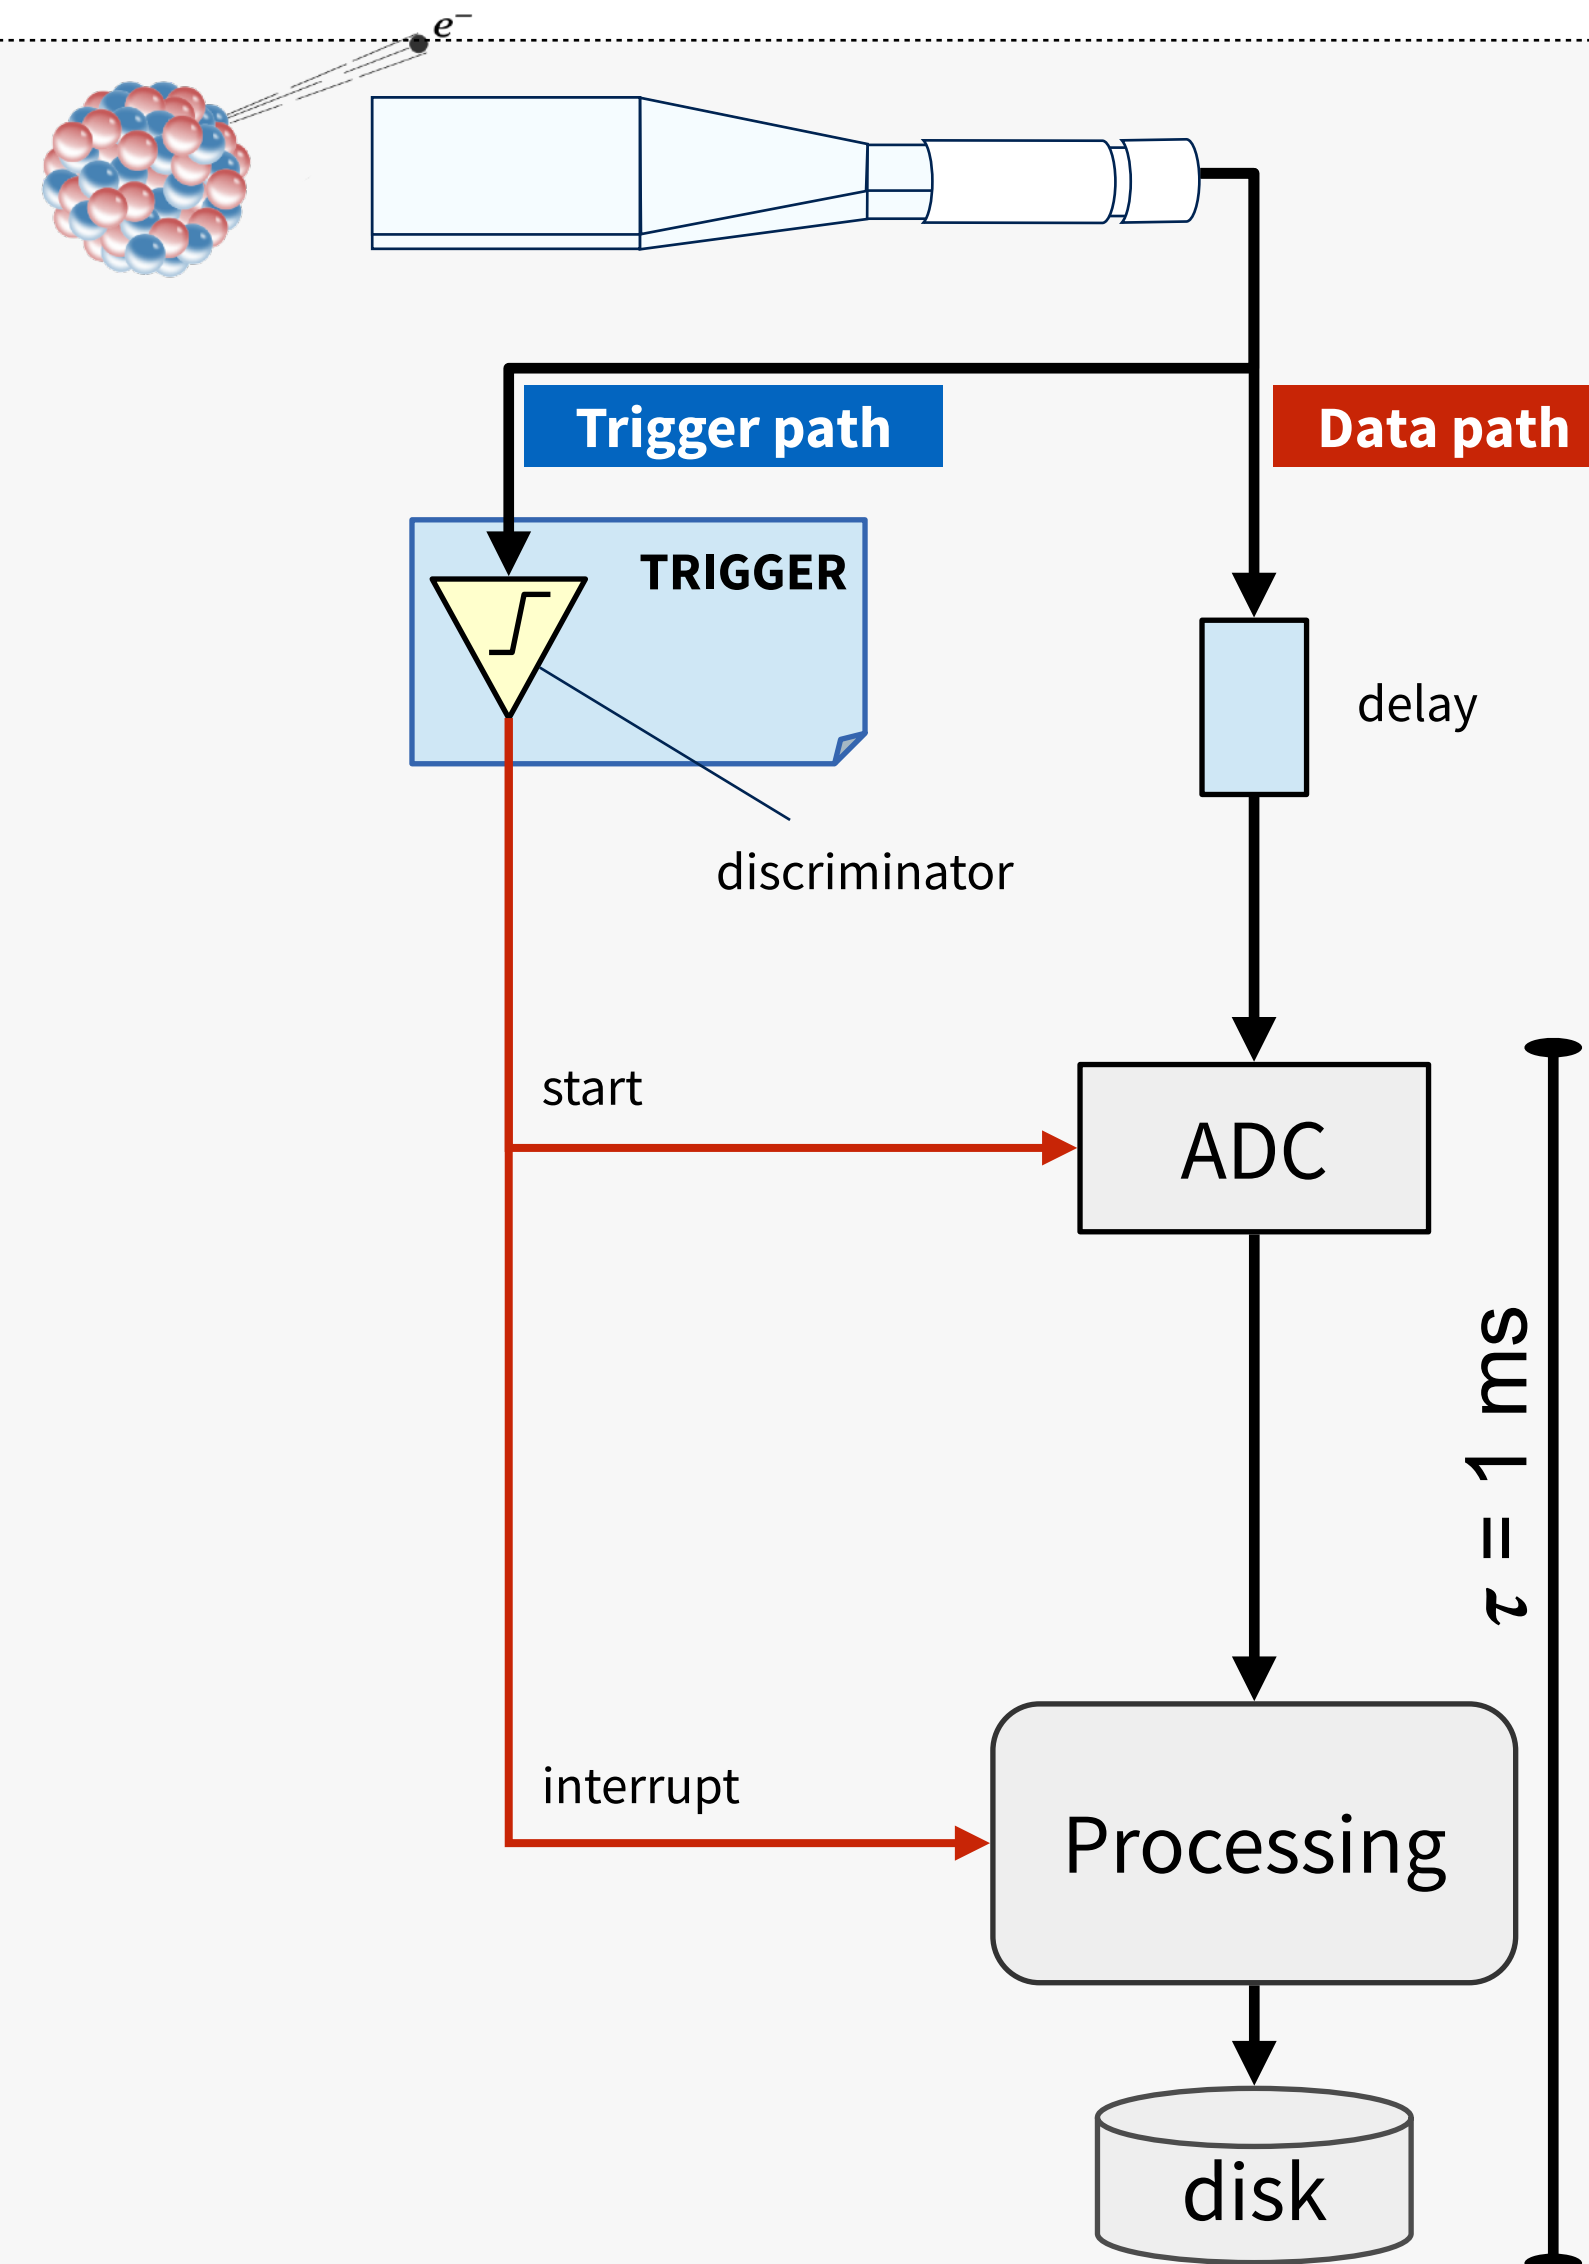 e⁻
Trigger path
Data path
TRIGGER
delay
discriminator
start
ADC
τ = 1 ms
interrupt
Processing
disk